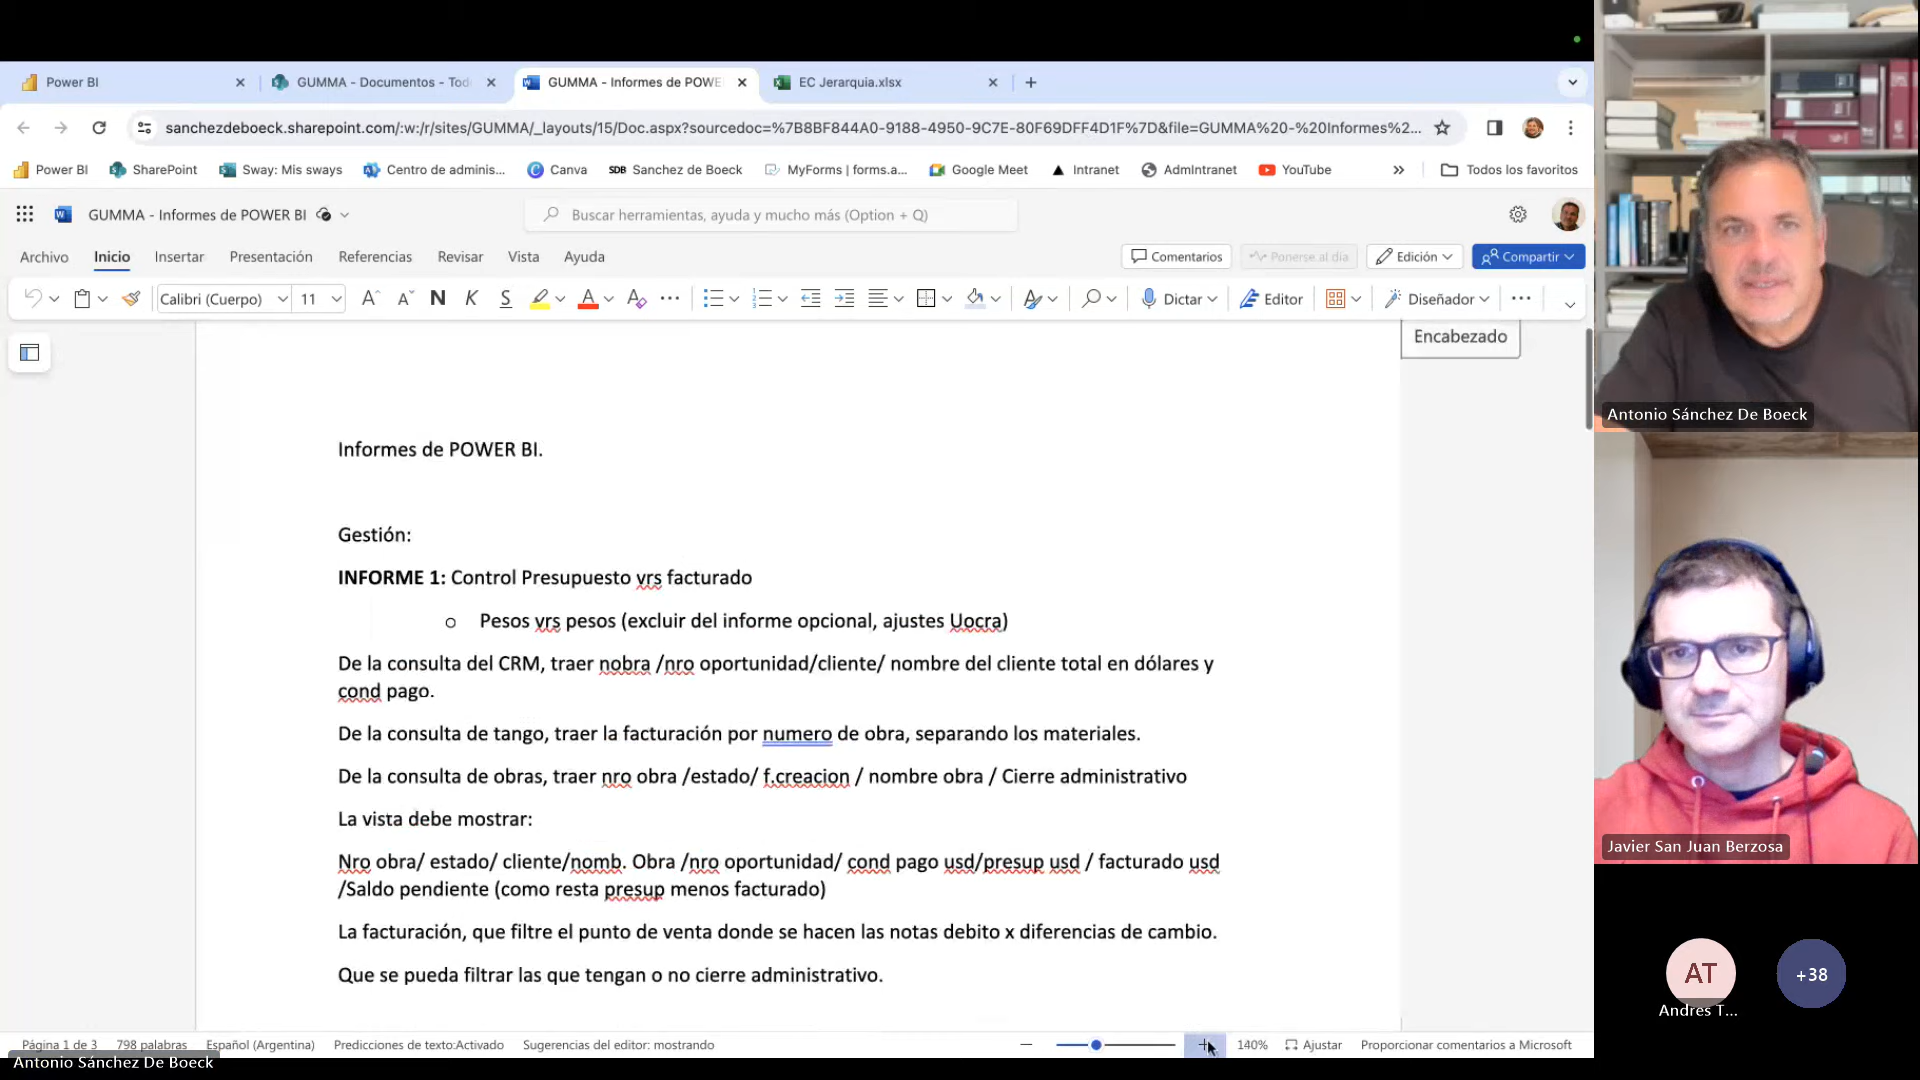 Power BI
GUMMA - Documentos - Tod
GUMMA - Informes de POWE
EC Jerarquia.xlsx
sanchezdeboeck.sharepoint.com/:w:/r/sites/GUMMA/_layouts/15/Doc.aspx?sourcedoc=%7B8BF844A0-9188-4950-9C7E-80F69DFF4D1F%7D&file=GUMMA%20-%20Informes%2...
Power BI
SharePoint
Sway: Mis sways
Centro de adminis...
Canva
SDB Sanchez de Boeck
MyForms | forms.a...
Google Meet
Intranet
AdmIntranet
YouTube
Todos los favoritos
GUMMA - Informes de POWER BI
Buscar herramientas, ayuda y mucho más (Option + Q)
Archivo
Inicio
Insertar
Presentación
Referencias
Revisar
Vista
Ayuda
Comentarios
Ponerse al día
Edición
Compartir
Calibri (Cuerpo)
11
N K S
Dictar
Editor
Diseñador
Encabezado
Informes de POWER BI.
Gestión:
INFORME 1: Control Presupuesto vrs facturado
o Pesos vrs pesos (excluir del informe opcional, ajustes Uocra)
De la consulta del CRM, traer nobra /nro oportunidad/cliente/ nombre del cliente total en dólares y
cond pago.
De la consulta de tango, traer la facturación por numero de obra, separando los materiales.
De la consulta de obras, traer nro obra /estado/ f.creacion / nombre obra / Cierre administrativo
La vista debe mostrar:
Nro obra/ estado/ cliente/nomb. Obra /nro oportunidad/ cond pago usd/presup usd / facturado usd
/Saldo pendiente (como resta presup menos facturado)
La facturación, que filtre el punto de venta donde se hacen las notas debito x diferencias de cambio.
Que se pueda filtrar las que tengan o no cierre administrativo.
Página 1 de 3
798 palabras
Español (Argentina)
Predicciones de texto:Activado
Sugerencias del editor: mostrando
140%
Ajustar
Proporcionar comentarios a Microsoft
Antonio Sánchez De Boeck
Antonio Sánchez De Boeck
Javier San Juan Berzosa
AT
Andres T...
+38